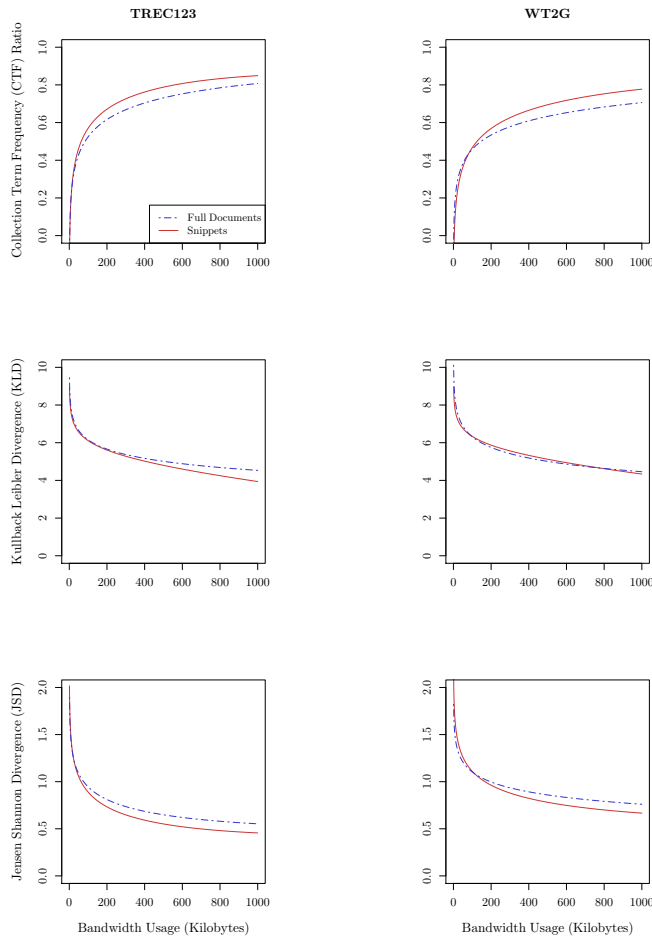 TREC123
WT2G
Collection Term Frequency (CTF) Ratio
0.0 0.2 0.4 0.6 0.8 1.0
Full Documents
Snippets
0 200 400 600 800 1000
0.0 0.2 0.4 0.6 0.8 1.0
0 200 400 600 800 1000
Kullback Leibler Divergence (KLD)
0 2 4 6 8 10
0 200 400 600 800 1000
0 2 4 6 8 10
0 200 400 600 800 1000
Jensen Shannon Divergence (JSD)
0.0 0.5 1.0 1.5 2.0
0 200 400 600 800 1000
Bandwidth Usage (Kilobytes)
0.0 0.5 1.0 1.5 2.0
0 200 400 600 800 1000
Bandwidth Usage (Kilobytes)